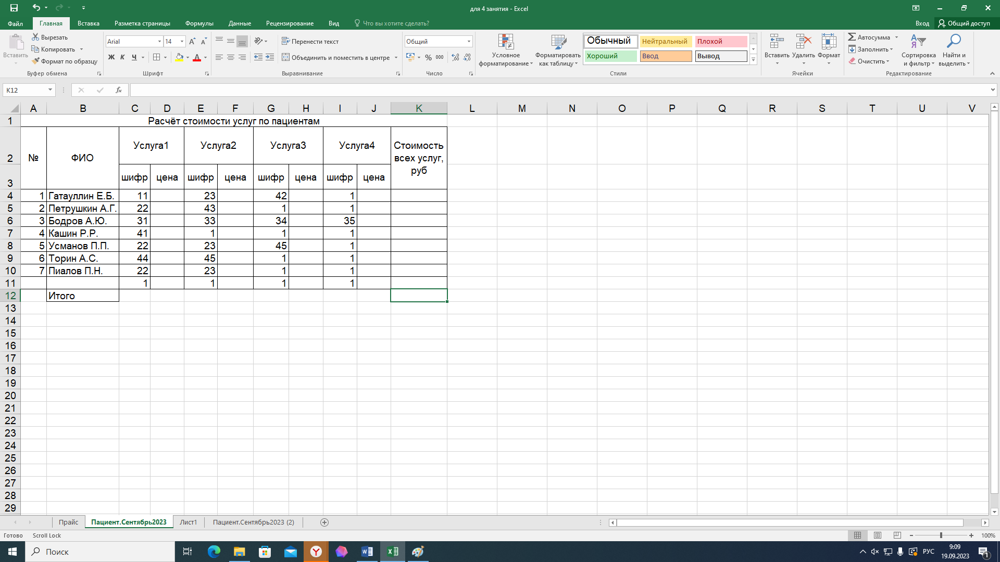 для 4 занятия - Excel
Файл Главная Вставка Разметка страницы Формулы Данные Рецензирование Вид Что вы хотите сделать? Вход Общий доступ
Вставить
Вырезать
Копировать
Формат по образцу
Буфер обмена
Arial 14
Ж К Ч
Шрифт
Перенести текст
Объединить и поместить в центре
Выравнивание
Общий
% 000
Число
Условное форматирование
Форматировать как таблицу
Обычный Нейтральный Плохой
Хороший Ввод Вывод
Стили
Вставить Удалить Формат
Ячейки
Автосумма
Заполнить
Очистить
Сортировка и фильтр
Найти и выделить
Редактирование
K12 fx
A B C D E F G H I J K L M N O P Q R S T U V
1 Расчёт стоимости услуг по пациентам
2 № ФИО Услуга1 Услуга2 Услуга3 Услуга4 Стоимость всех услуг, руб
3 шифр цена шифр цена шифр цена шифр цена
4 1 Гатауллин Е.Б. 11 23 42 1
5 2 Петрушкин А.Г. 22 43 1 1
6 3 Бодров А.Ю. 31 33 34 35
7 4 Кашин Р.Р. 41 1 1 1
8 5 Усманов П.П. 22 23 45 1
9 6 Торин А.С. 44 45 1 1
10 7 Пиалов П.Н. 22 23 1 1
11 1 1 1 1
12 Итого
13
14
15
16
17
18
19
20
21
22
23
24
25
26
27
28
29
Прайс Пациент.Сентябрь2023 Лист1 Пациент.Сентябрь2023 (2)
Готово Scroll Lock 100%
Поиск РУС 9:09
19.09.2023 1